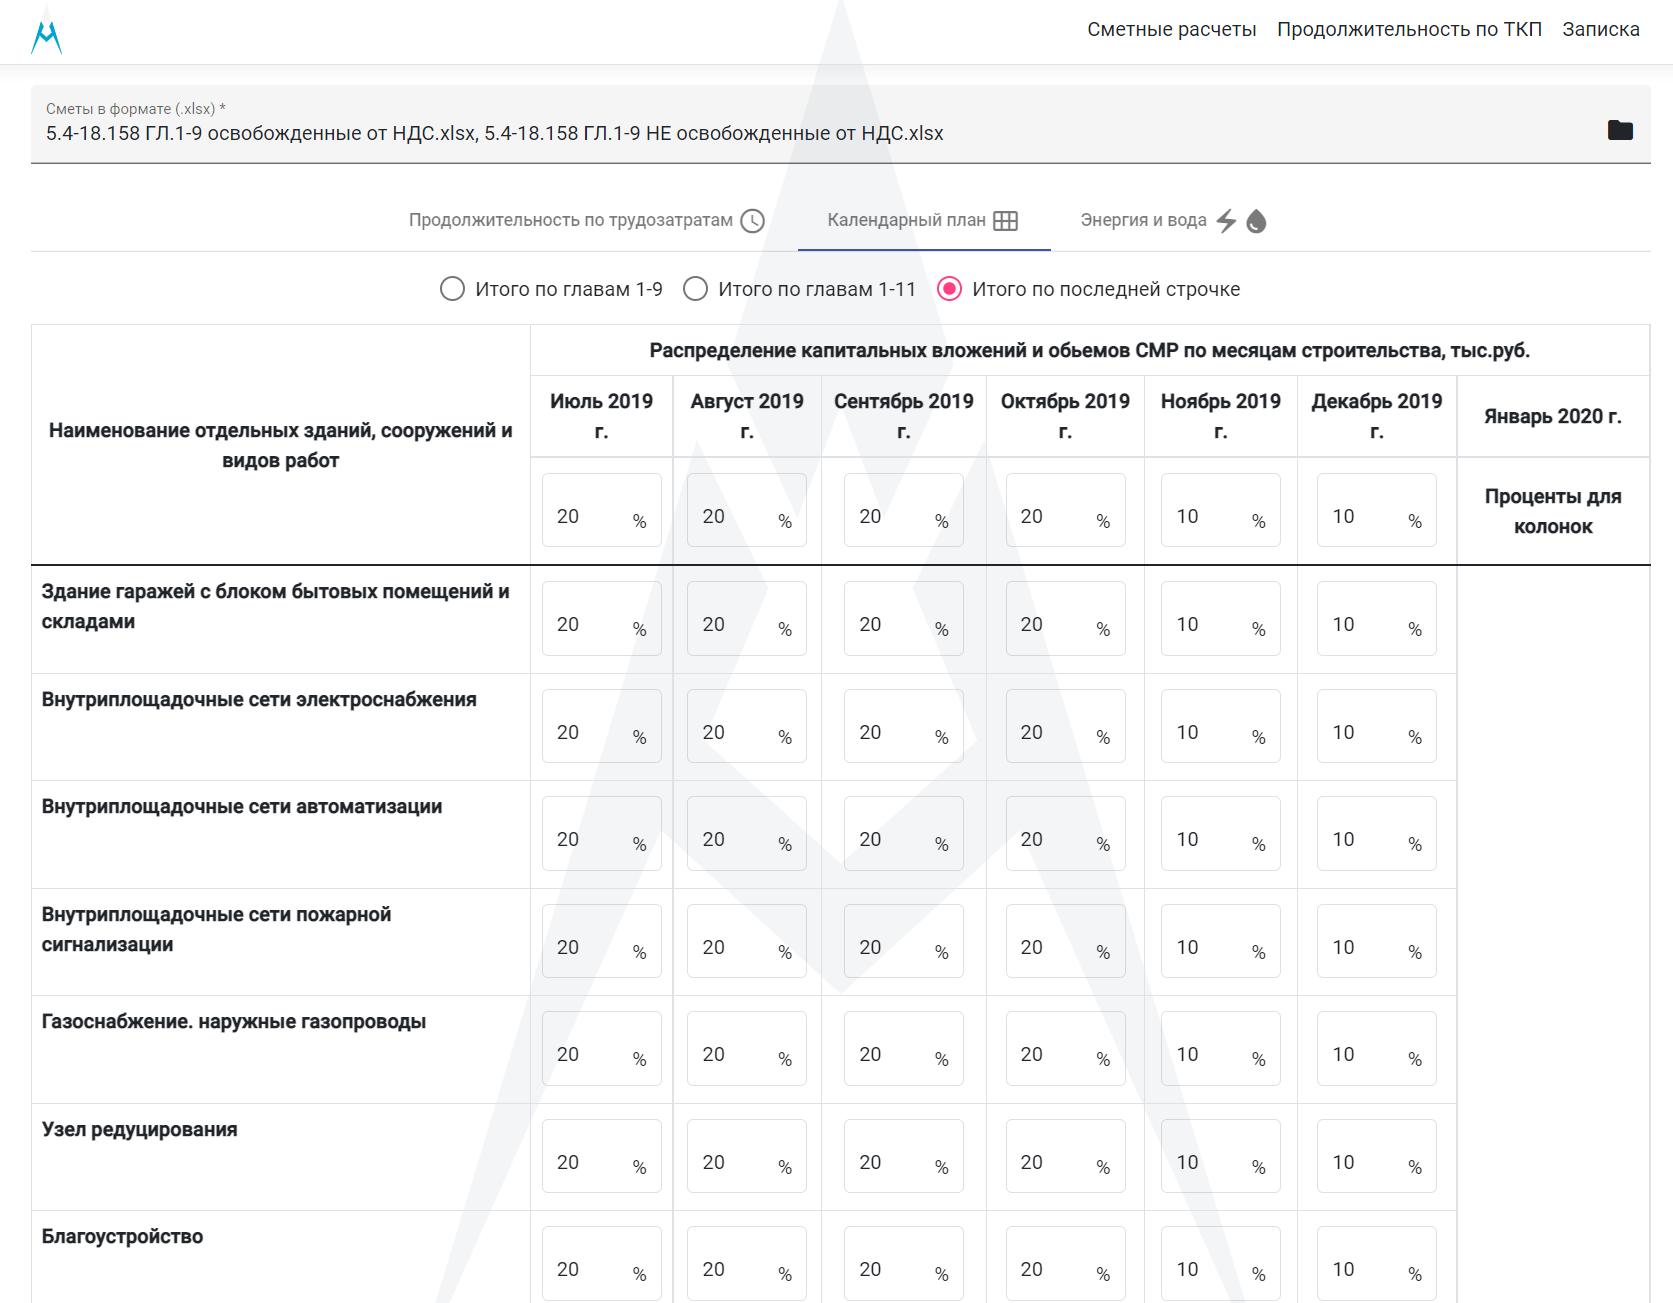 Сметные расчеты Продолжительность по ТКП Записка
Сметы в формате (.xlsx) *
5.4-18.158 ГЛ.1-9 освобожденные от НДС.xlsx, 5.4-18.158 ГЛ.1-9 НЕ освобожденные от НДС.xlsx
Продолжительность по трудозатратам Календарный план Энергия и вода
Итого по главам 1-9 Итого по главам 1-11 Итого по последней строчке
Распределение капитальных вложений и обьемов СМР по месяцам строительства, тыс.руб.
Наименование отдельных зданий, сооружений и
видов работ
Июль 2019
г.
Август 2019
г.
Сентябрь 2019
г.
Октябрь 2019
г.
Ноябрь 2019
г.
Декабрь 2019
г.
Январь 2020 г.
20 % 20 % 20 % 20 % 10 % 10 %
Проценты для
колонок
Здание гаражей с блоком бытовых помещений и
складами
20 % 20 % 20 % 20 % 10 % 10 %
Внутриплощадочные сети электроснабжения
20 % 20 % 20 % 20 % 10 % 10 %
Внутриплощадочные сети автоматизации
20 % 20 % 20 % 20 % 10 % 10 %
Внутриплощадочные сети пожарной
сигнализации
20 % 20 % 20 % 20 % 10 % 10 %
Газоснабжение. наружные газопроводы
20 % 20 % 20 % 20 % 10 % 10 %
Узел редуцирования
20 % 20 % 20 % 20 % 10 % 10 %
Благоустройство
20 % 20 % 20 % 20 % 10 % 10 %